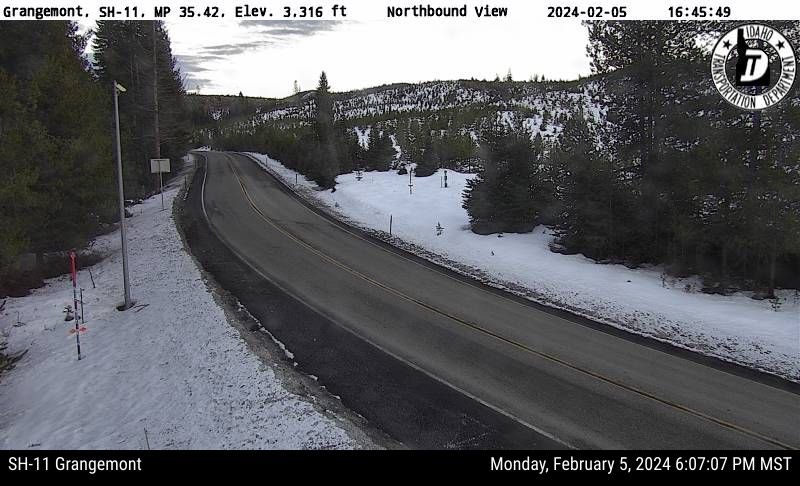 Grangemont, SH-11, MP 35.42, Elev. 3,316 ft Northbound View 2024-02-05 16:45:49
IDAHO
TRANSPORTATION DEPARTMENT
SH-11 Grangemont Monday, February 5, 2024 6:07:07 PM MST